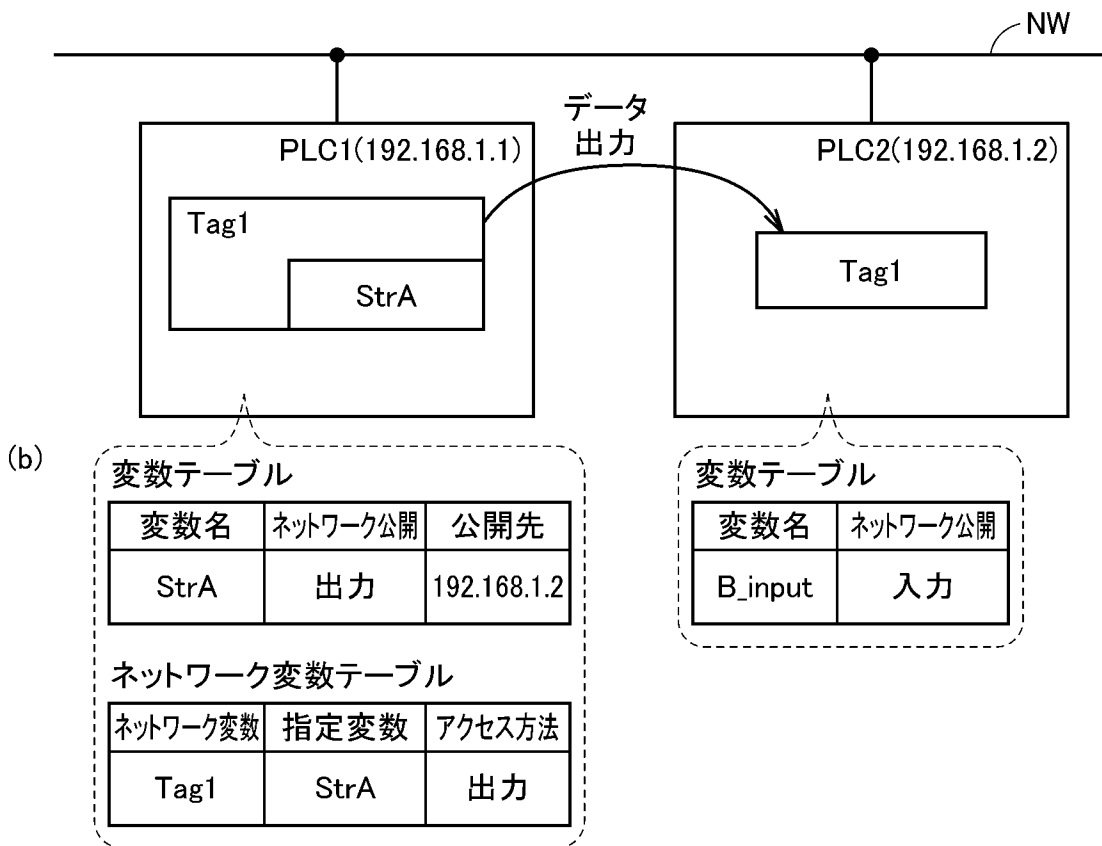 NW
データ
出力
PLC1(192.168.1.1)
Tag1
StrA
PLC2(192.168.1.2)
Tag1
(b)
変数テーブル
変数名 ネットワーク公開 公開先
StrA 出力 192.168.1.2
ネットワーク変数テーブル
ネットワーク変数 指定変数 アクセス方法
Tag1 StrA 出力
変数テーブル
変数名 ネットワーク公開
B_input 入力